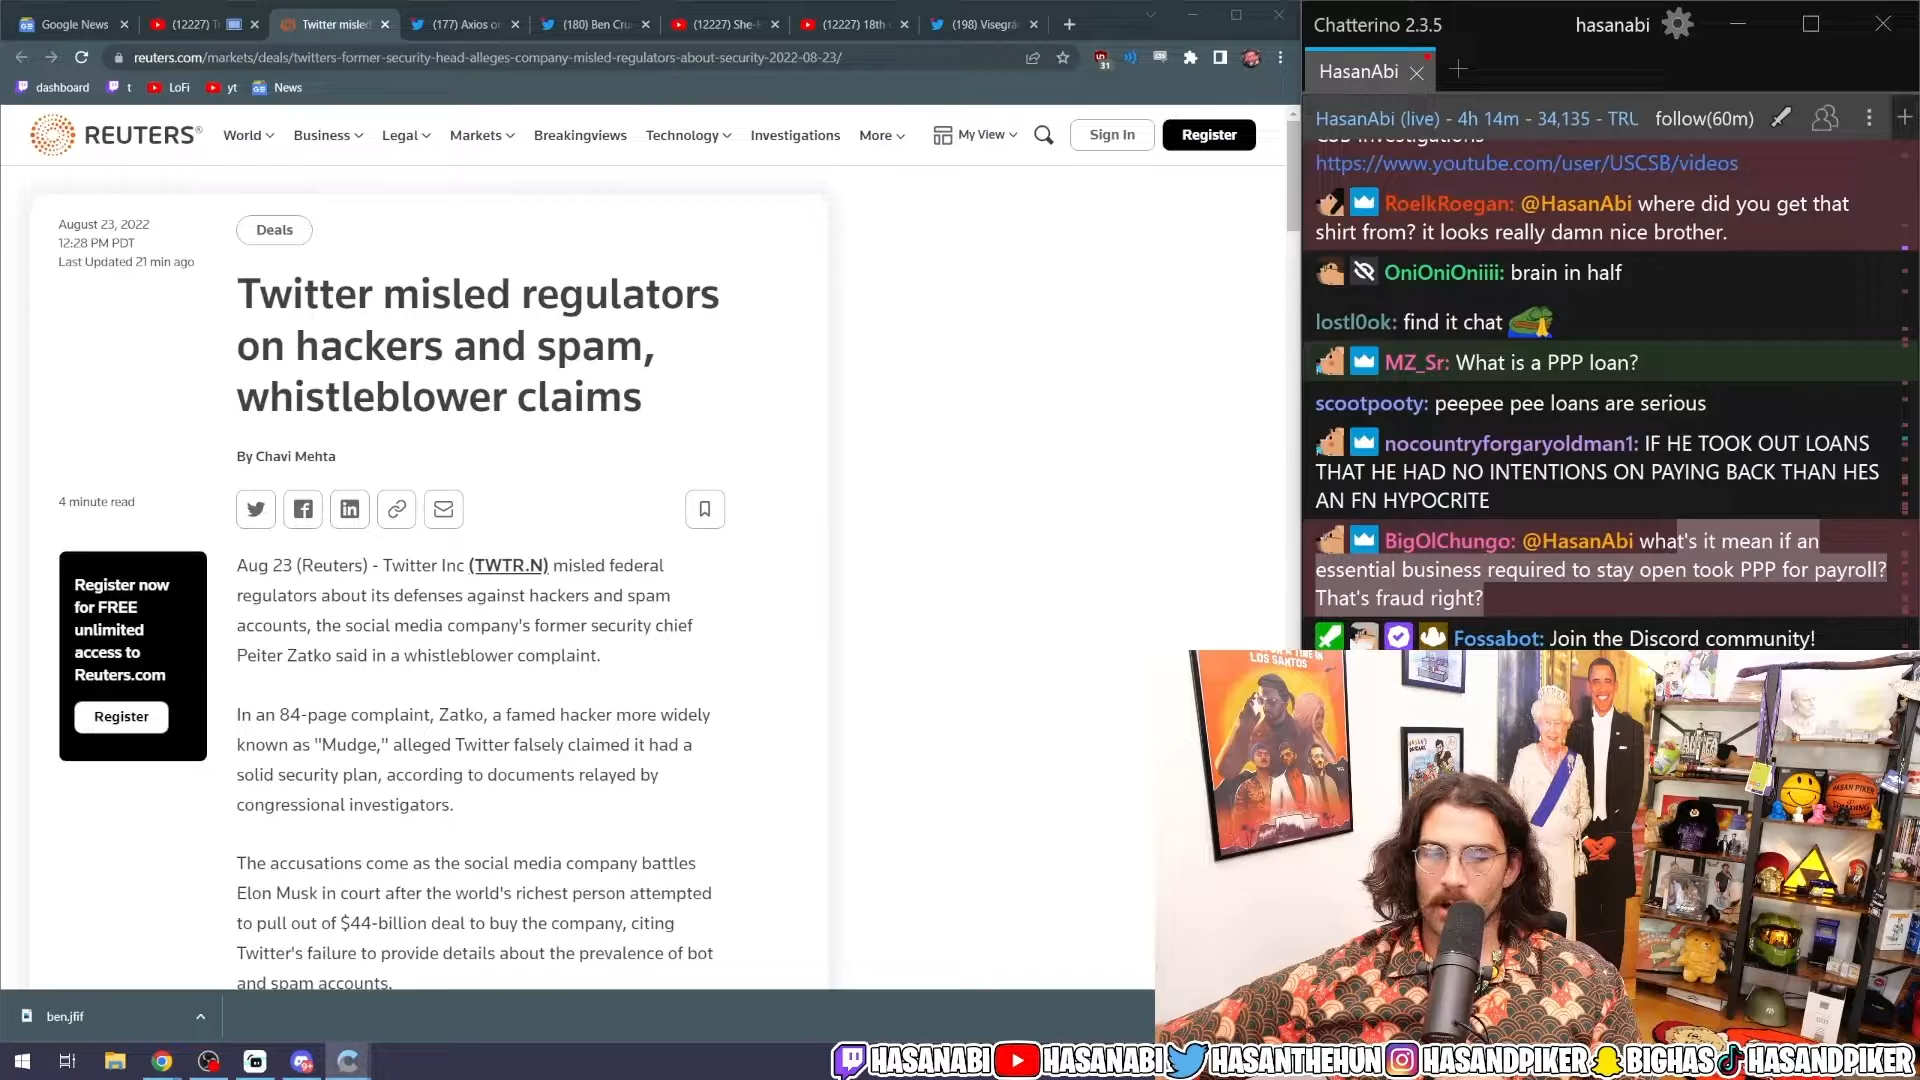 Google News
(12227) T
Twitter misled
(177) Axios o
(180) Ben Cru
(12227) She-
(12227) 18th
(198) Visegrá
reuters.com/markets/deals/twitters-former-security-head-alleges-company-misled-regulators-about-security-2022-08-23/
31
dashboard
t
LoFi
yt
News
REUTERS®
World
Business
Legal
Markets
Breakingviews
Technology
Investigations
More
My View
Sign In
Register
August 23, 2022
12:28 PM PDT
Last Updated 21 min ago
Deals
Twitter misled regulators
on hackers and spam,
whistleblower claims
By Chavi Mehta
4 minute read
Register now
for FREE
unlimited
access to
Reuters.com
Register
Aug 23 (Reuters) - Twitter Inc (TWTR.N) misled federal
regulators about its defenses against hackers and spam
accounts, the social media company's former security chief
Peiter Zatko said in a whistleblower complaint.
In an 84-page complaint, Zatko, a famed hacker more widely
known as "Mudge," alleged Twitter falsely claimed it had a
solid security plan, according to documents relayed by
congressional investigators.
The accusations come as the social media company battles
Elon Musk in court after the world's richest person attempted
to pull out of $44-billion deal to buy the company, citing
Twitter's failure to provide details about the prevalence of bot
and spam accounts.
ben.jfif
Chatterino 2.3.5
hasanabi
HasanAbi
HasanAbi (live) - 4h 14m - 34,135 - TRU
follow(60m)
CSB investigations
https://www.youtube.com/user/USCSB/videos
RoelkRoegan: @HasanAbi where did you get that
shirt from? it looks really damn nice brother.
OniOniOniiii: brain in half
lostl0ok: find it chat
MZ_Sr: What is a PPP loan?
scootpooty: peepee pee loans are serious
nocountryforgaryoldman1: IF HE TOOK OUT LOANS
THAT HE HAD NO INTENTIONS ON PAYING BACK THAN HES
AN FN HYPOCRITE
BigOlChungo: @HasanAbi what's it mean if an
essential business required to stay open took PPP for payroll?
That's fraud right?
Fossabot: Join the Discord community!
LOS SANTOS
HASAN PIKER
SPALDING
HASANABI
HASANABI
HASANTHEHUN
HASANDPIKER
BIGHAS
HASANDPIKER